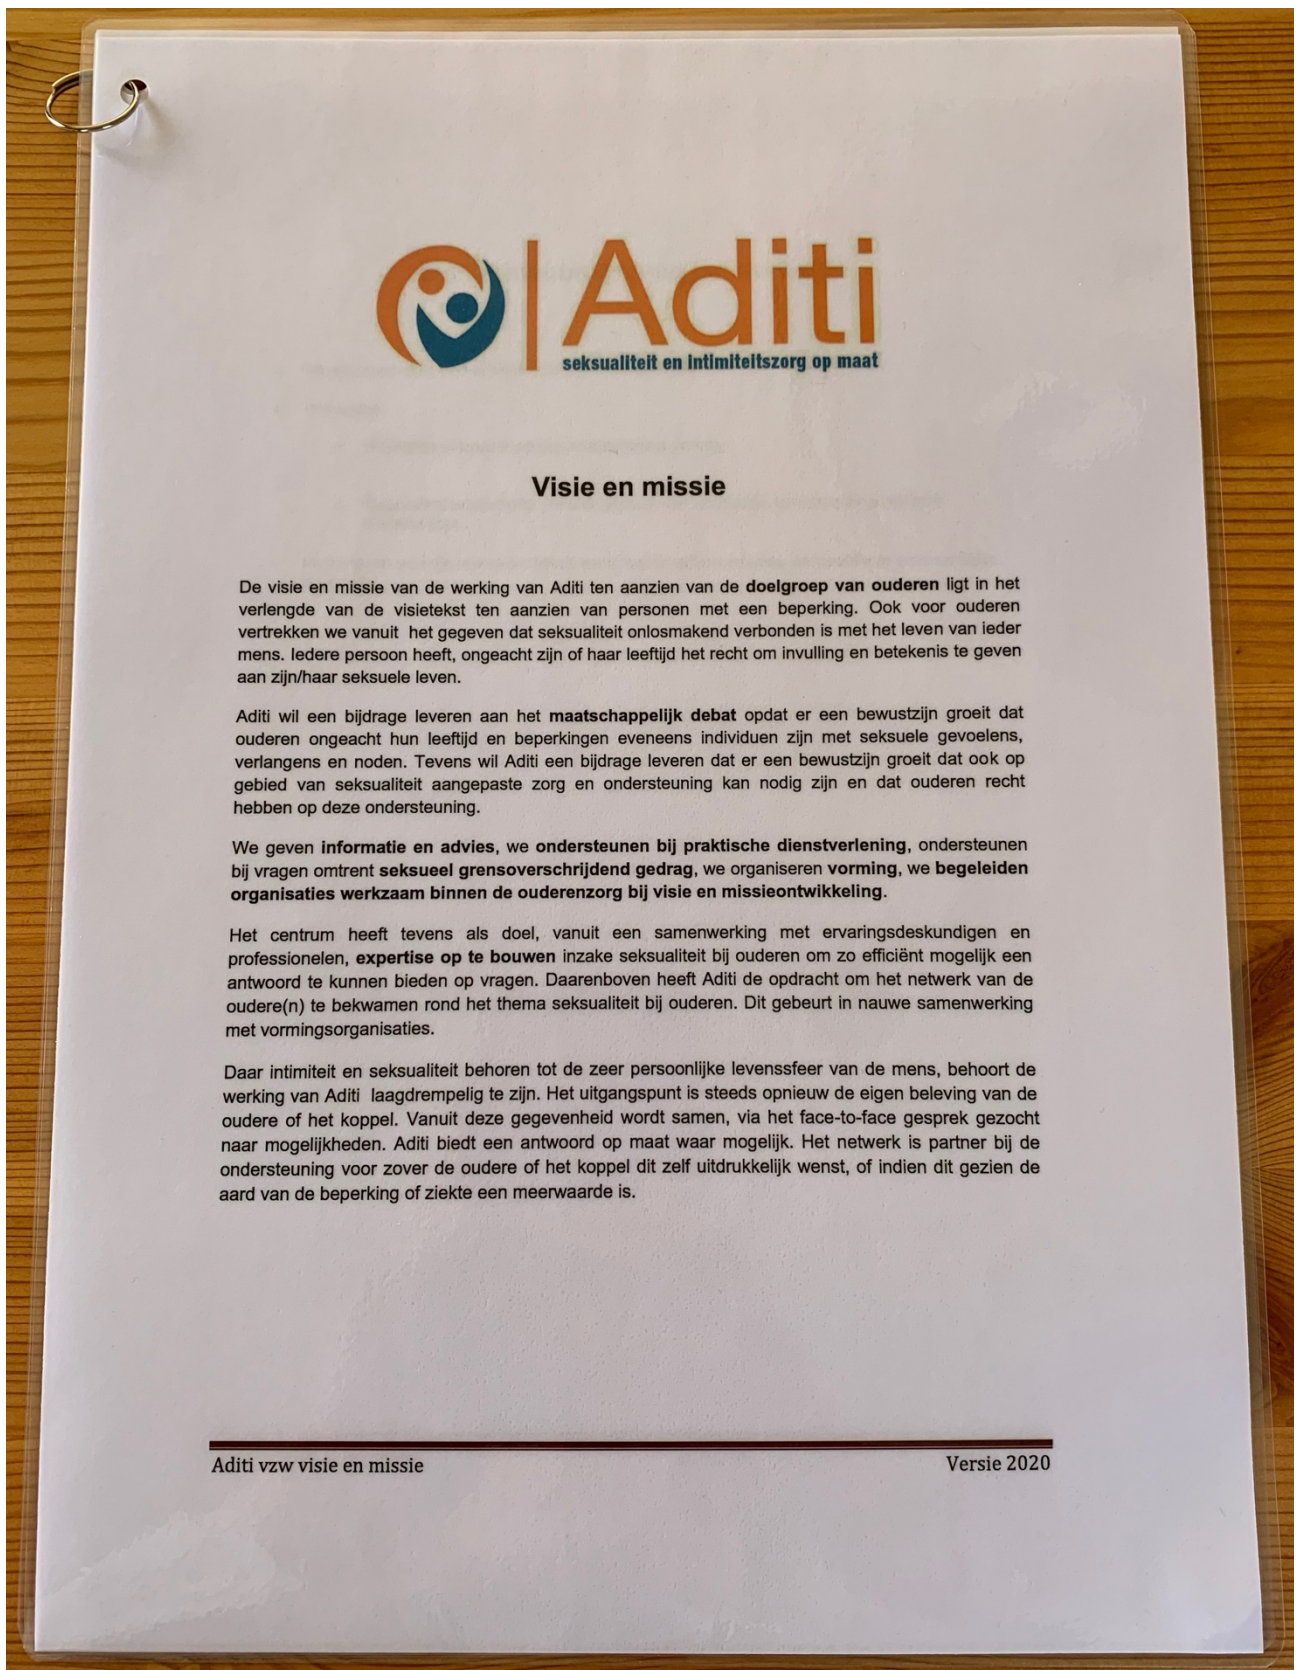 Aditi
seksualiteit en intimiteitszorg op maat
Visie en missie
De visie en missie van de werking van Aditi ten aanzien van de doelgroep van ouderen ligt in het
verlengde van de visietekst ten aanzien van personen met een beperking. Ook voor ouderen
vertrekken we vanuit het gegeven dat seksualiteit onlosmakend verbonden is met het leven van ieder
mens. Iedere persoon heeft, ongeacht zijn of haar leeftijd het recht om invulling en betekenis te geven
aan zijn/haar seksuele leven.
Aditi wil een bijdrage leveren aan het maatschappelijk debat opdat er een bewustzijn groeit dat
ouderen ongeacht hun leeftijd en beperkingen eveneens individuen zijn met seksuele gevoelens,
verlangens en noden. Tevens wil Aditi een bijdrage leveren dat er een bewustzijn groeit dat ook op
gebied van seksualiteit aangepaste zorg en ondersteuning kan nodig zijn en dat ouderen recht
hebben op deze ondersteuning.
We geven informatie en advies, we ondersteunen bij praktische dienstverlening, ondersteunen
bij vragen omtrent seksueel grensoverschrijdend gedrag, we organiseren vorming, we begeleiden
organisaties werkzaam binnen de ouderenzorg bij visie en missieontwikkeling.
Het centrum heeft tevens als doel, vanuit een samenwerking met ervaringsdeskundigen en
professionelen, expertise op te bouwen inzake seksualiteit bij ouderen om zo efficiënt mogelijk een
antwoord te kunnen bieden op vragen. Daarenboven heeft Aditi de opdracht om het netwerk van de
oudere(n) te bekwamen rond het thema seksualiteit bij ouderen. Dit gebeurt in nauwe samenwerking
met vormingsorganisaties.
Daar intimiteit en seksualiteit behoren tot de zeer persoonlijke levenssfeer van de mens, behoort de
werking van Aditi laagdrempelig te zijn. Het uitgangspunt is steeds opnieuw de eigen beleving van de
oudere of het koppel. Vanuit deze gegevenheid wordt samen, via het face-to-face gesprek gezocht
naar mogelijkheden. Aditi biedt een antwoord op maat waar mogelijk. Het netwerk is partner bij de
ondersteuning voor zover de oudere of het koppel dit zelf uitdrukkelijk wenst, of indien dit gezien de
aard van de beperking of ziekte een meerwaarde is.
Aditi vzw visie en missie Versie 2020